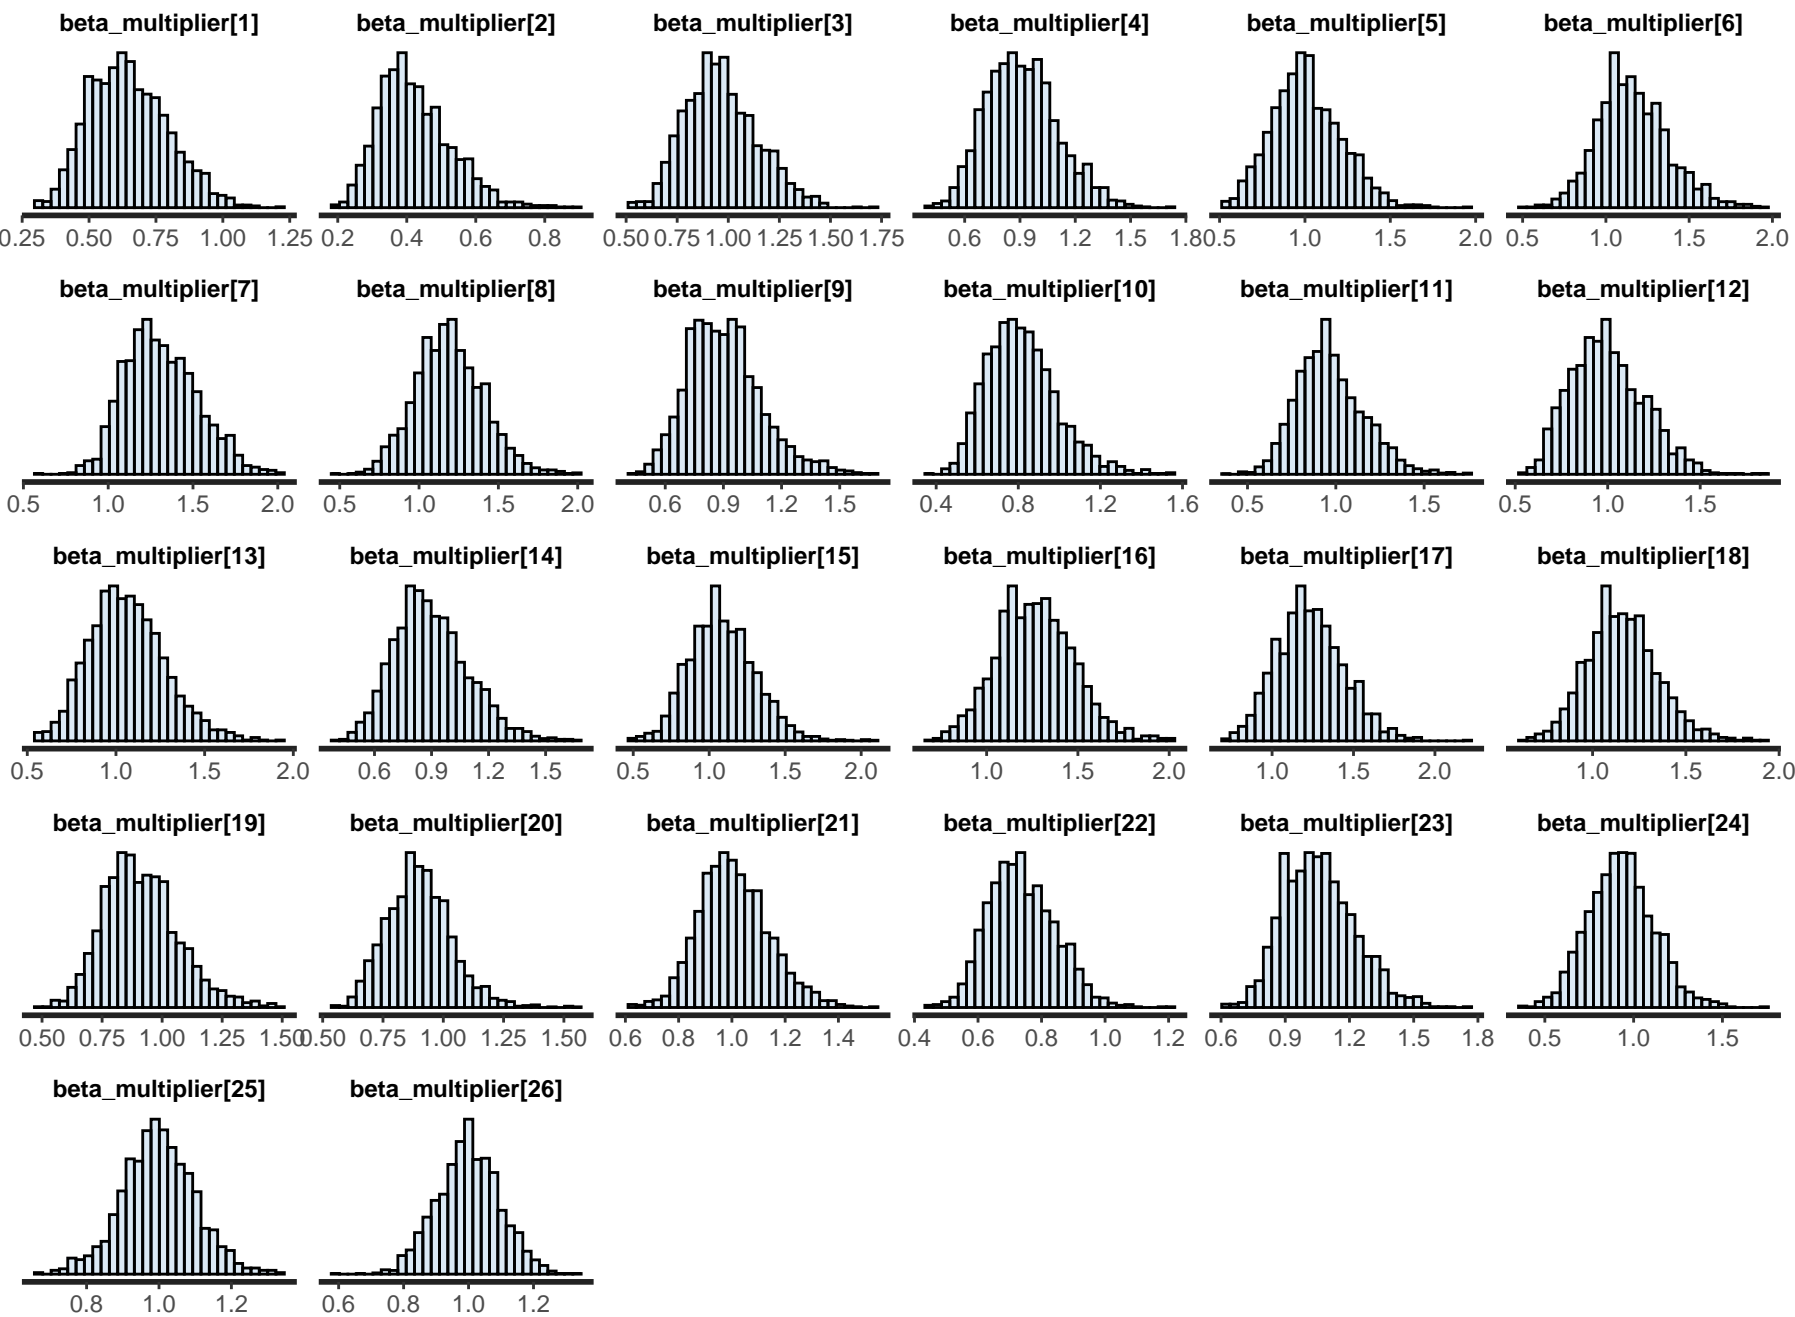 beta_multiplier[1] beta_multiplier[2] beta_multiplier[3] beta_multiplier[4] beta_multiplier[5] beta_multiplier[6]
0.25 0.50 0.75 1.00 1.25 0.2 0.4 0.6 0.8 0.50 0.75 1.00 1.25 1.50 1.75 0.6 0.9 1.2 1.5 1.8 0.5 1.0 1.5 2.0 0.5 1.0 1.5 2.0
beta_multiplier[7] beta_multiplier[8] beta_multiplier[9] beta_multiplier[10] beta_multiplier[11] beta_multiplier[12]
0.5 1.0 1.5 2.0 0.5 1.0 1.5 2.0 0.6 0.9 1.2 1.5 0.4 0.8 1.2 1.6 0.5 1.0 1.5 0.5 1.0 1.5
beta_multiplier[13] beta_multiplier[14] beta_multiplier[15] beta_multiplier[16] beta_multiplier[17] beta_multiplier[18]
0.5 1.0 1.5 2.0 0.6 0.9 1.2 1.5 0.5 1.0 1.5 2.0 1.0 1.5 2.0 1.0 1.5 2.0 1.0 1.5 2.0
beta_multiplier[19] beta_multiplier[20] beta_multiplier[21] beta_multiplier[22] beta_multiplier[23] beta_multiplier[24]
0.50 0.75 1.00 1.25 1.50 0.50 0.75 1.00 1.25 1.50 0.6 0.8 1.0 1.2 1.4 0.4 0.6 0.8 1.0 1.2 0.6 0.9 1.2 1.5 1.8 0.5 1.0 1.5
beta_multiplier[25] beta_multiplier[26]
0.8 1.0 1.2 0.6 0.8 1.0 1.2